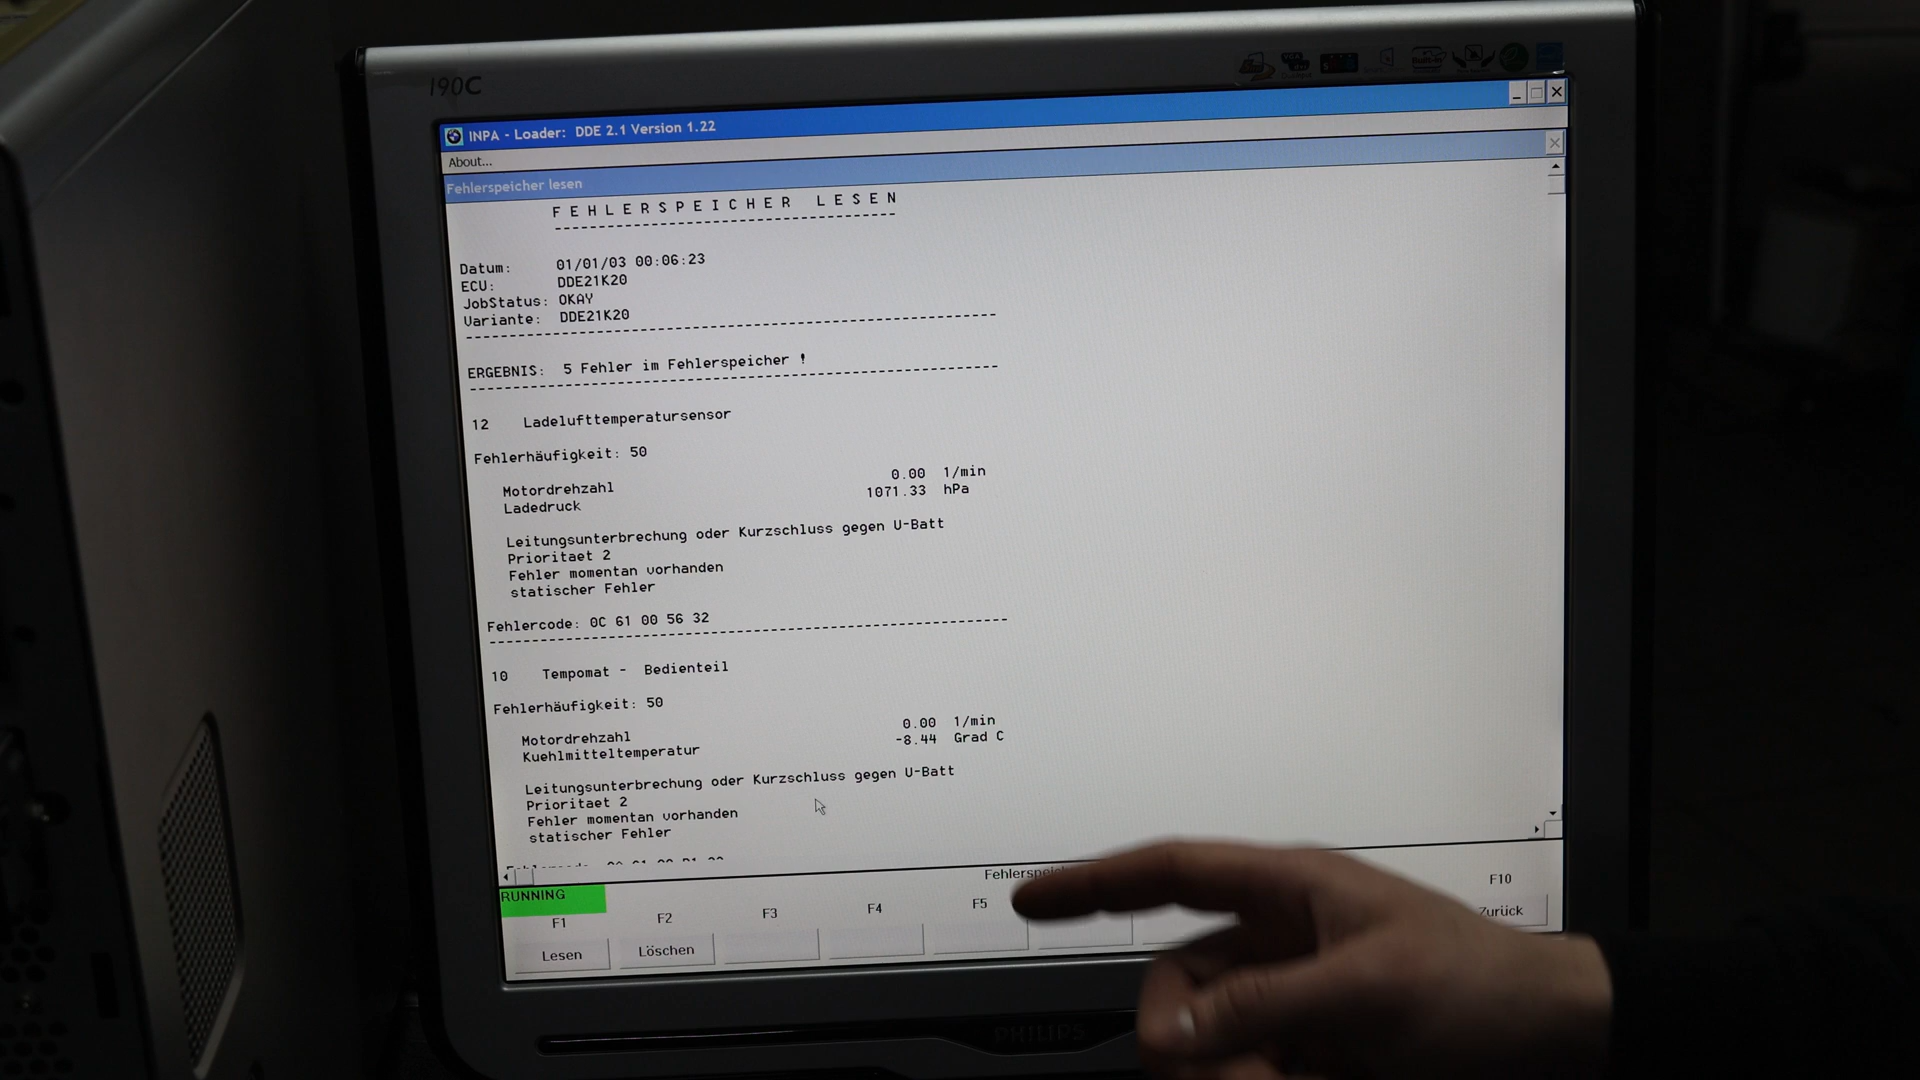 190C
INPA - Loader: DDE 2.1 Version 1.22
About...
Fehlerspeicher lesen
FEHLERSPEICHER LESEN
Datum: 01/01/03 00:06:23
ECU: DDE21K20
JobStatus: OKAY
Variante: DDE21K20
ERGEBNIS: 5 Fehler im Fehlerspeicher !
12 Ladelufttemperatursensor
Fehlerhäufigkeit: 50
Motordrehzahl 0.00 1/min
Ladedruck 1071.33 hPa
Leitungsunterbrechung oder Kurzschluss gegen U-Batt
Prioritaet 2
Fehler momentan vorhanden
statischer Fehler
Fehlercode: 0C 61 00 56 32
10 Tempomat - Bedienteil
Fehlerhäufigkeit: 50
Motordrehzahl 0.00 1/min
Kuehlmitteltemperatur -8.44 Grad C
Leitungsunterbrechung oder Kurzschluss gegen U-Batt
Prioritaet 2
Fehler momentan vorhanden
statischer Fehler
RUNNING
F1 F2 F3 F4 F5 F10
Lesen Löschen Zurück
PHILIPS